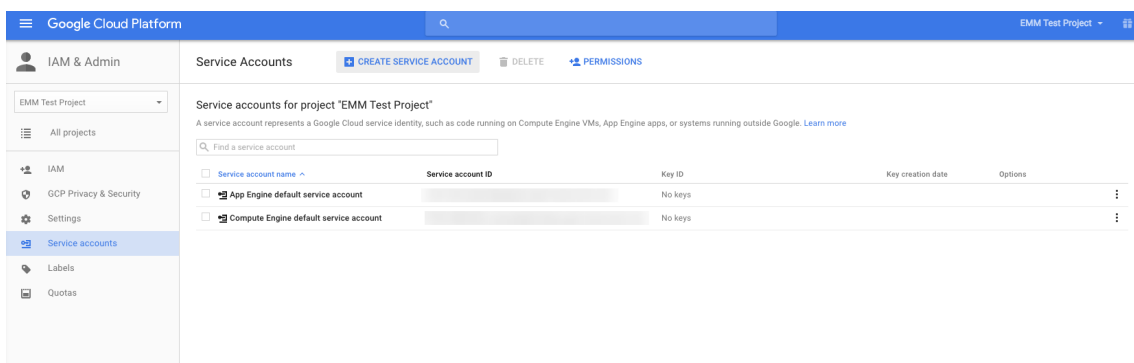 Google Cloud Platform
EMM Test Project
IAM & Admin
Service Accounts
CREATE SERVICE ACCOUNT
DELETE
PERMISSIONS
EMM Test Project
All projects
IAM
GCP Privacy & Security
Settings
Service accounts
Labels
Quotas
Service accounts for project "EMM Test Project"
A service account represents a Google Cloud service identity, such as code running on Compute Engine VMs, App Engine apps, or systems running outside Google. Learn more
Find a service account
Service account name Service account ID Key ID Key creation date Options
App Engine default service account No keys
Compute Engine default service account No keys